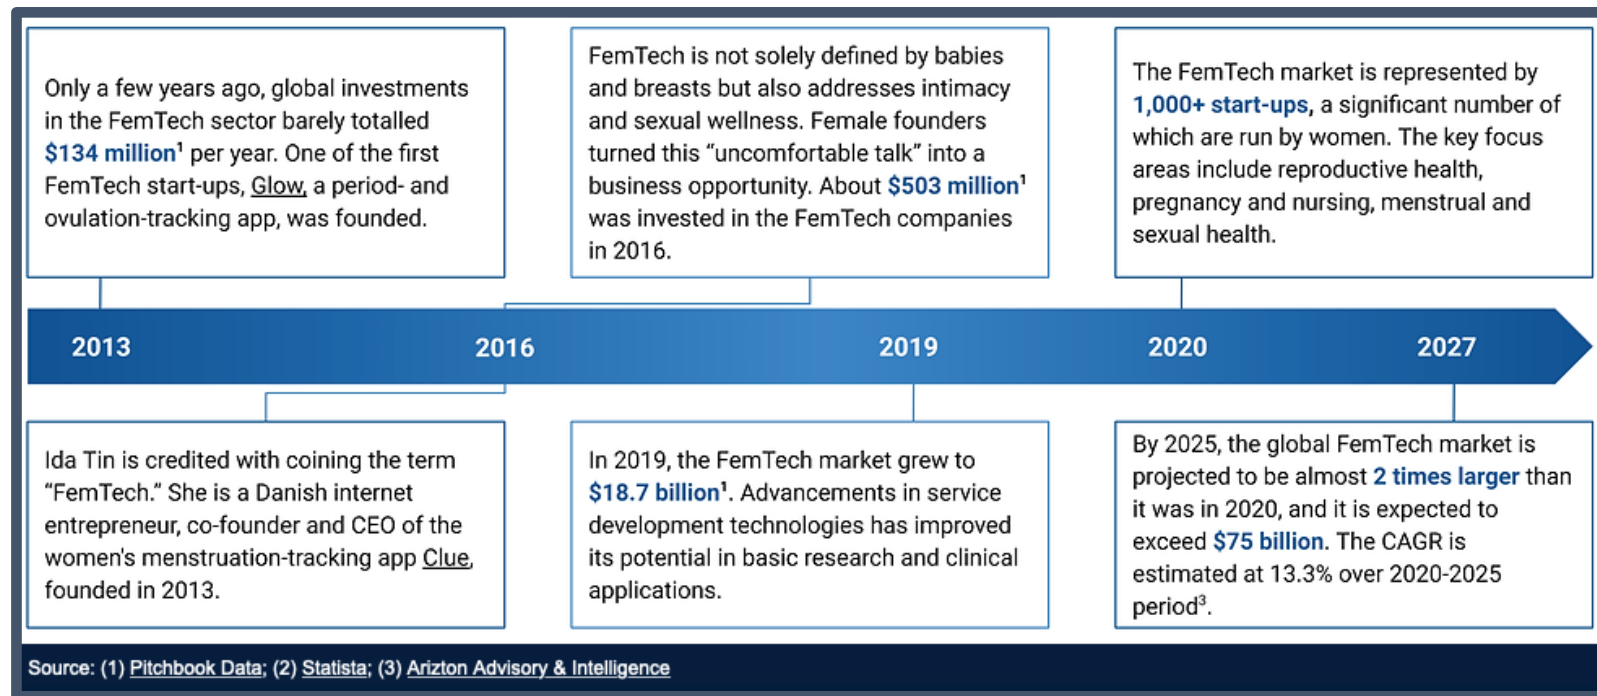 Only a few years ago, global investments
in the FemTech sector barely totalled
$134 million¹ per year. One of the first
FemTech start-ups, Glow, a period- and
ovulation-tracking app, was founded.
FemTech is not solely defined by babies
and breasts but also addresses intimacy
and sexual wellness. Female founders
turned this “uncomfortable talk” into a
business opportunity. About $503 million¹
was invested in the FemTech companies
in 2016.
The FemTech market is represented by
1,000+ start-ups, a significant number of
which are run by women. The key focus
areas include reproductive health,
pregnancy and nursing, menstrual and
sexual health.
2013 2016 2019 2020 2027
Ida Tin is credited with coining the term
“FemTech.” She is a Danish internet
entrepreneur, co-founder and CEO of the
women's menstruation-tracking app Clue,
founded in 2013.
In 2019, the FemTech market grew to
$18.7 billion¹. Advancements in service
development technologies has improved
its potential in basic research and clinical
applications.
By 2025, the global FemTech market is
projected to be almost 2 times larger than
it was in 2020, and it is expected to
exceed $75 billion. The CAGR is
estimated at 13.3% over 2020-2025
period³.
Source: (1) Pitchbook Data; (2) Statista; (3) Arizton Advisory & Intelligence